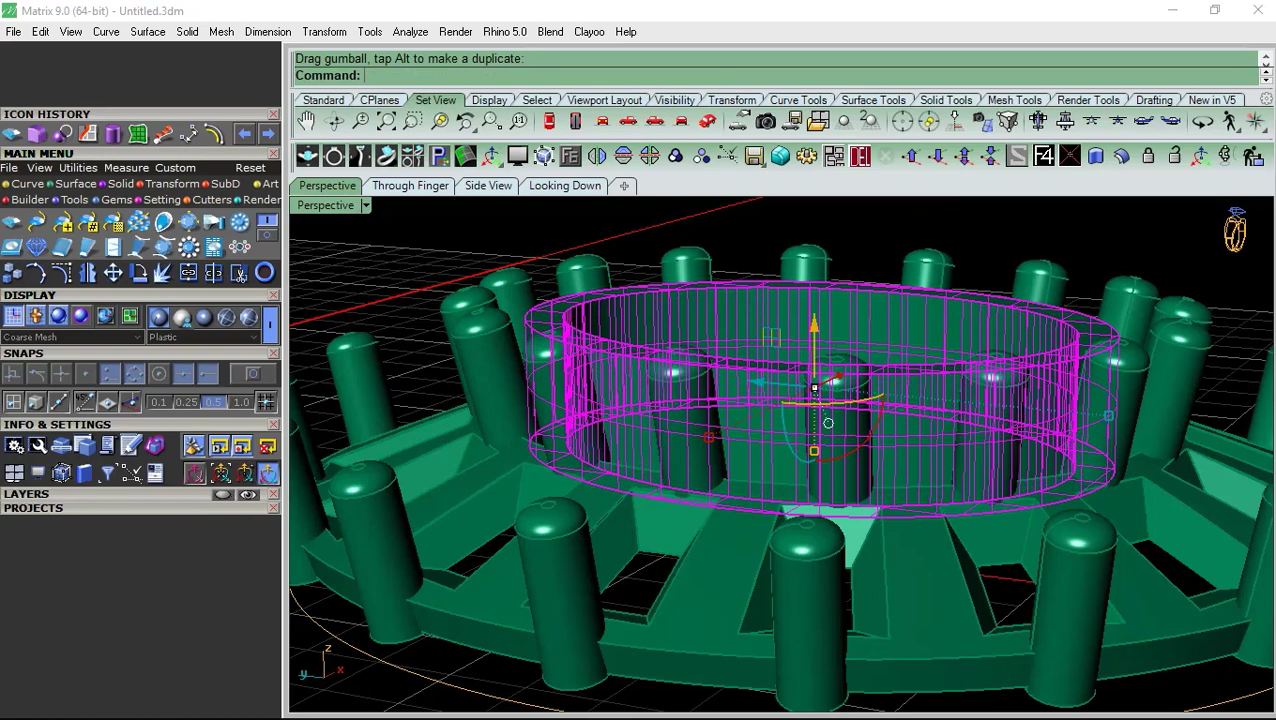 Matrix 9.0 (64-bit) - Untitled.3dm
File Edit View Curve Surface Solid Mesh Dimension Transform Tools Analyze Render Rhino 5.0 Blend Clayoo Help
Drag gumball, tap Alt to make a duplicate:
Command:
Standard CPlanes Set View Display Select Viewport Layout Visibility Transform Curve Tools Surface Tools Solid Tools Mesh Tools Render Tools Drafting New in V5
ICON HISTORY
MAIN MENU
File View Utilities Measure Custom Reset
Curve Surface Solid Transform SubD Art
Builder Tools Gems Setting Cutters Render
Perspective Through Finger Side View Looking Down
Perspective
DISPLAY
Coarse Mesh Plastic
SNAPS
0.1 0.25 0.5 1.0
INFO & SETTINGS
LAYERS
PROJECTS
F4
z
y x